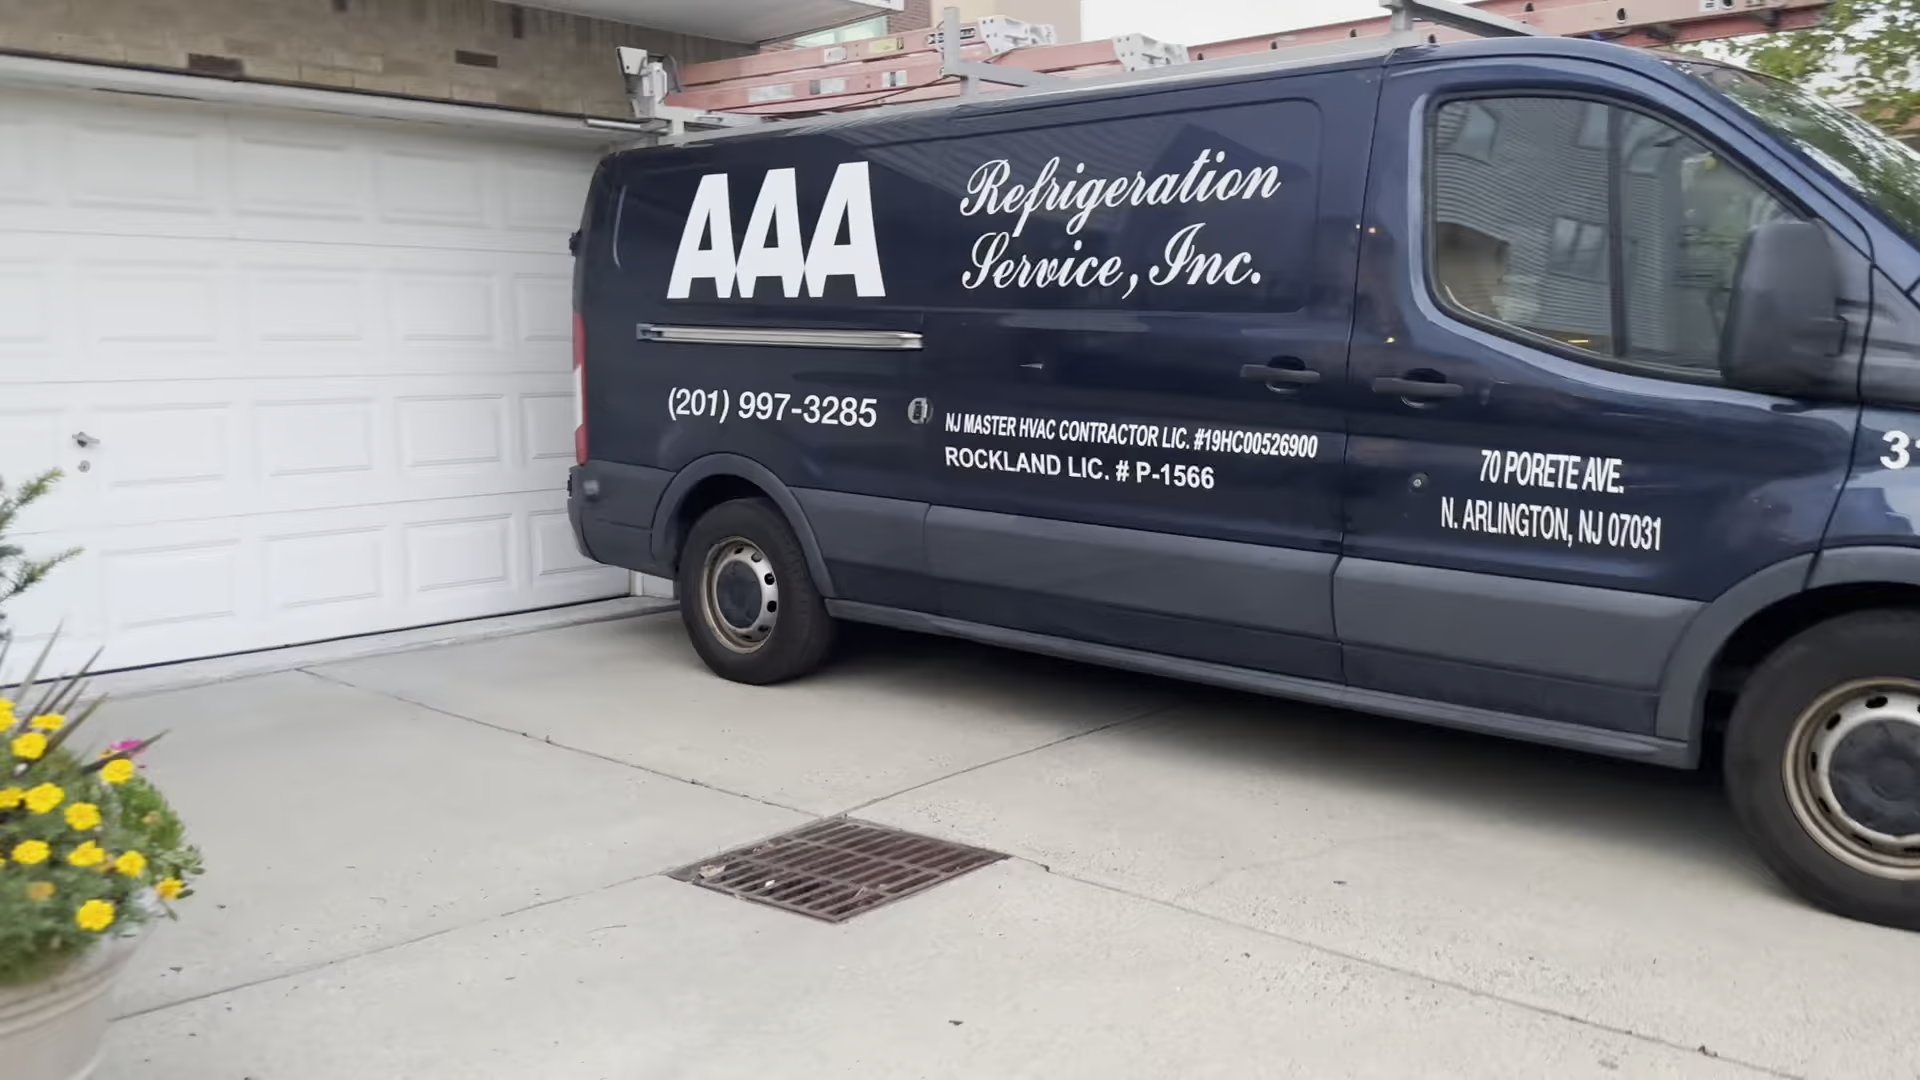 AAA
Refrigeration
Service, Inc.
(201) 997-3285
NJ MASTER HVAC CONTRACTOR LIC. #19HC00526900
ROCKLAND LIC. # P-1566
70 PORETE AVE.
N. ARLINGTON, NJ 07031